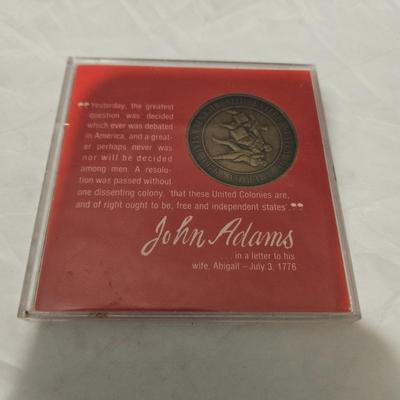 ❝Yesterday, the greatest
question was decided
which ever was debated
in America, and a great-
er perhaps never was
nor will be decided
among men. A resolu-
tion was passed without
one dissenting colony, 'that these United Colonies are,
and of right ought to be, free and independent states'...❞
John Adams
... in a letter to his
wife, Abigail – July 3, 1776